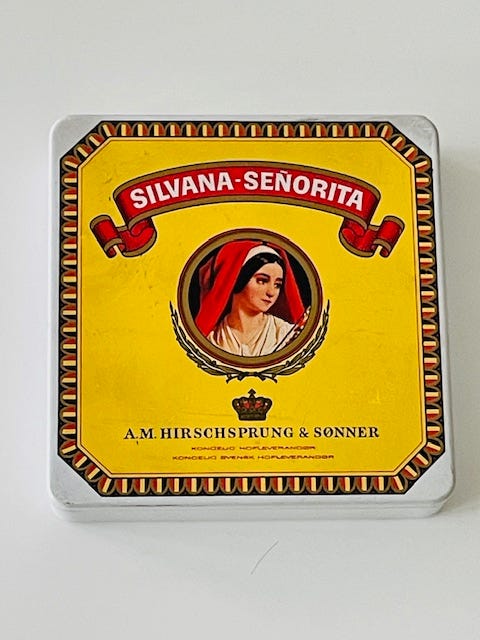 SILVANA-SEÑORITA
A.M. HIRSCHSPRUNG & SØNNER
KONGELIG HOFLEVERANDØR
KONGELIG SVENSK HOFLEVERANDØR